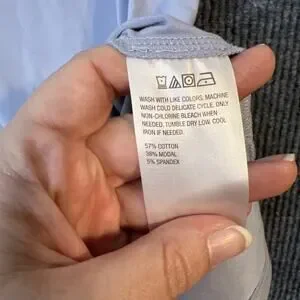 WASH WITH LIKE COLORS. MACHINE
WASH COLD DELICATE CYCLE. ONLY
NON-CHLORINE BLEACH WHEN
NEEDED. TUMBLE DRY LOW. COOL
IRON IF NEEDED.
57% COTTON
38% MODAL
5% SPANDEX